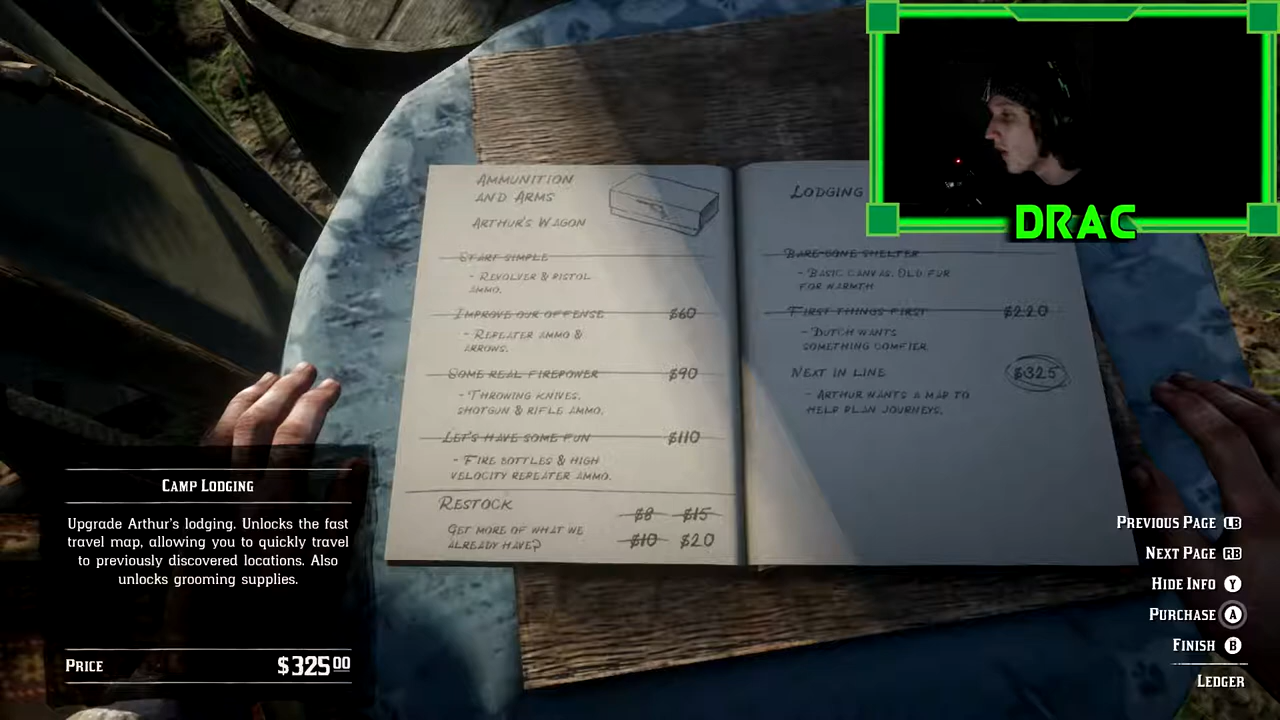 AMMUNITION
AND ARMS
ARTHUR'S WAGON
START SIMPLE
- REVOLVER & PISTOL
AMMO.
IMPROVE OUR OFFENSE $60
- REPEATER AMMO &
ARROWS.
SOME REAL FIREPOWER $90
- THROWING KNIVES.
SHOTGUN & RIFLE AMMO.
LET'S HAVE SOME FUN $110
- FIRE BOTTLES & HIGH
VELOCITY REPEATER AMMO.
RESTOCK
$8 $15
GET MORE OF WHAT WE
ALREADY HAVE?
$10 $20
LODGING
BARE-BONE SHELTER
- BASIC CANVAS. OLD FUR
FOR WARMTH
FIRST THINGS FIRST $220
- DUTCH WANTS
SOMETHING COMFIER.
NEXT IN LINE $325
- ARTHUR WANTS A MAP TO
HELP PLAN JOURNEYS.
DRAC
CAMP LODGING
Upgrade Arthur's lodging. Unlocks the fast
travel map, allowing you to quickly travel
to previously discovered locations. Also
unlocks grooming supplies.
PRICE $325 00
PREVIOUS PAGE LB
NEXT PAGE RB
HIDE INFO Y
PURCHASE A
FINISH B
LEDGER